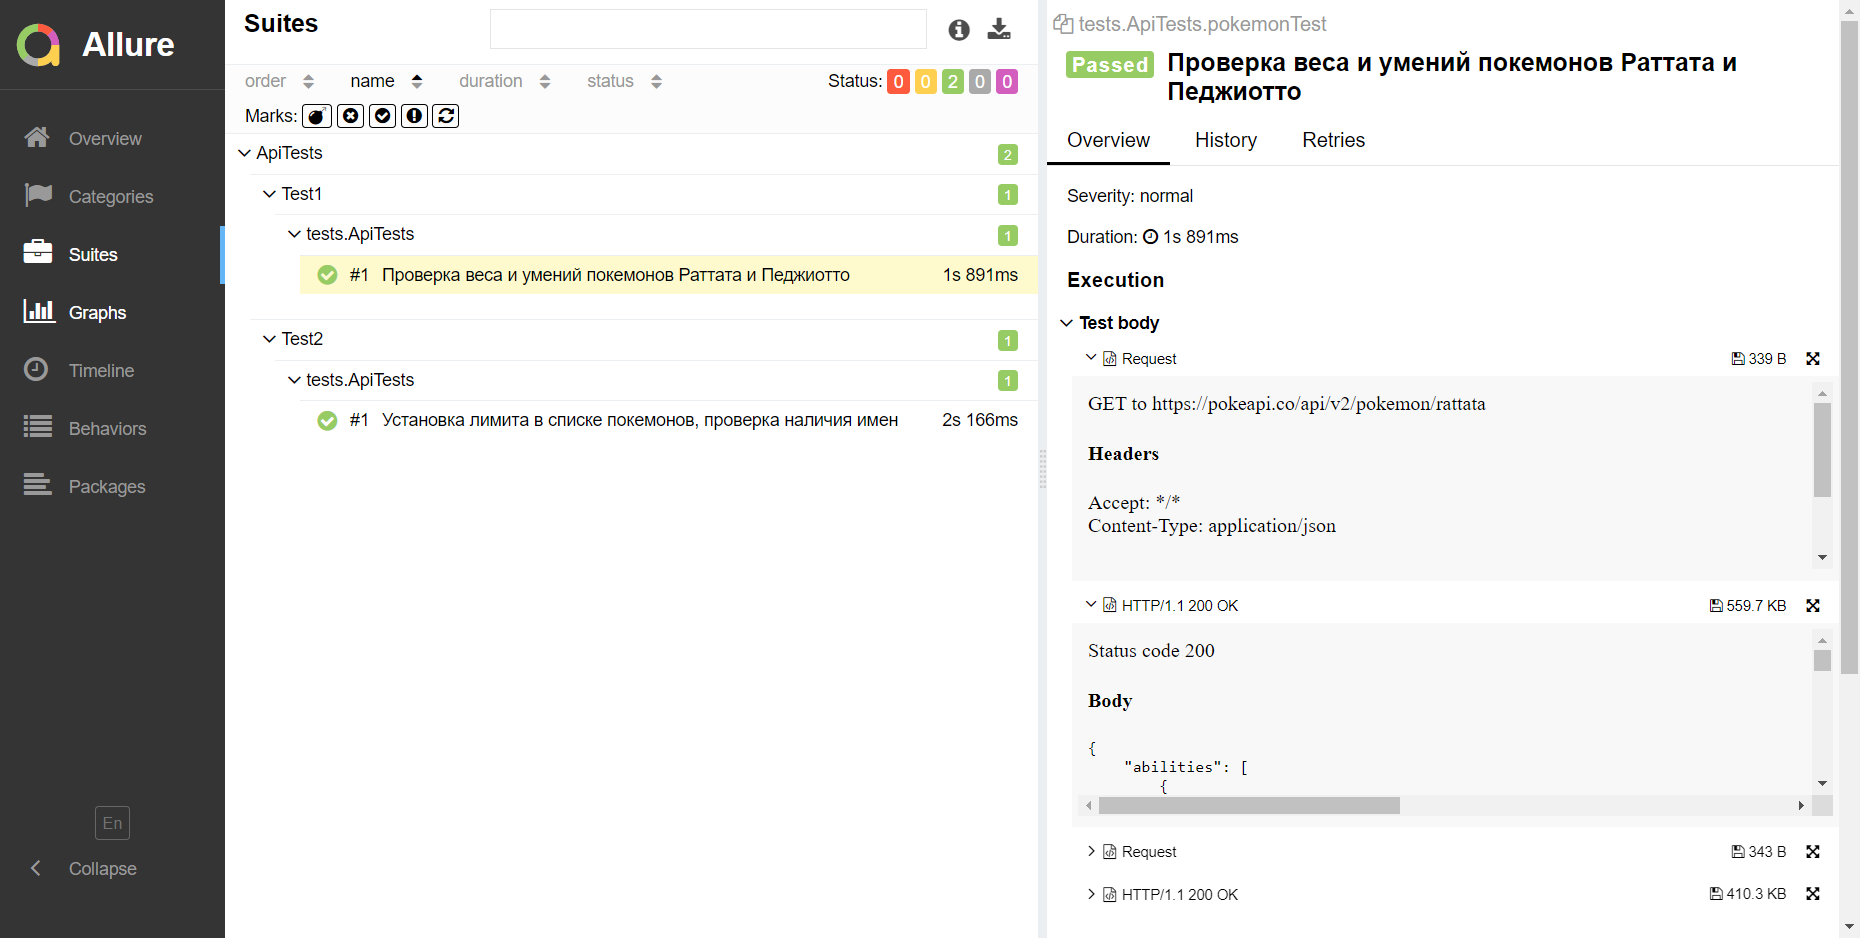 Allure
Overview
Categories
Suites
Graphs
Timeline
Behaviors
Packages
En
Collapse
Suites
order name duration status Status: 0 0 2 0 0
Marks:
ApiTests 2
Test1 1
tests.ApiTests 1
#1 Проверка веса и умений покемонов Раттата и Педжиотто 1s 891ms
Test2 1
tests.ApiTests 1
#1 Установка лимита в списке покемонов, проверка наличия имен 2s 166ms
tests.ApiTests.pokemonTest
Passed Проверка веса и умений покемонов Раттата и
Педжиотто
Overview History Retries
Severity: normal
Duration: 1s 891ms
Execution
Test body
Request 339 B
GET to https://pokeapi.co/api/v2/pokemon/rattata
Headers
Accept: */*
Content-Type: application/json
HTTP/1.1 200 OK 559.7 KB
Status code 200
Body
{
"abilities": [
{
Request 343 B
HTTP/1.1 200 OK 410.3 KB